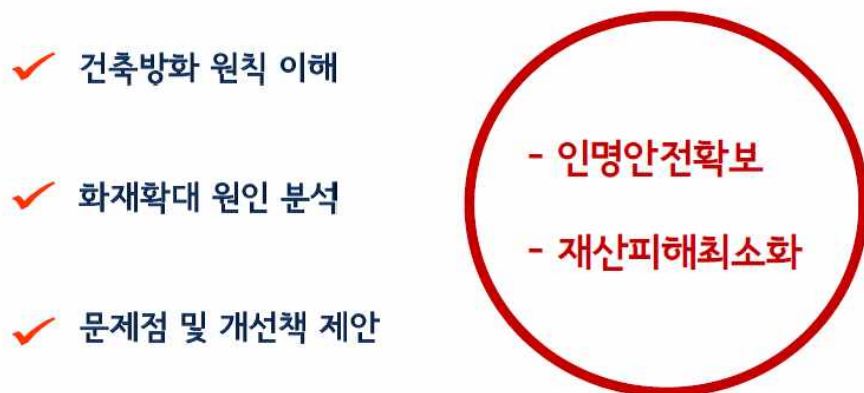 건축방화 원칙 이해
화재확대 원인 분석
문제점 및 개선책 제안
- 인명안전확보
- 재산피해최소화